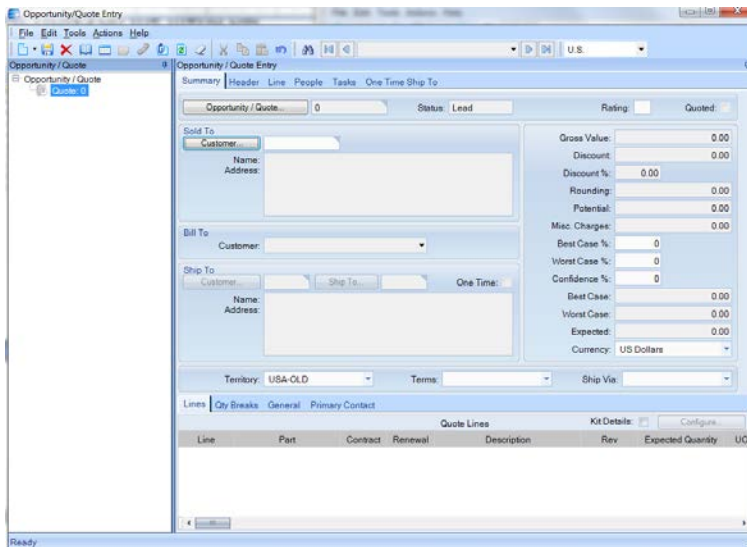 Opportunity/Quote Entry
File Edit Tools Actions Help
U.S.
Opportunity / Quote
Opportunity / Quote
Quote: 0
Opportunity / Quote Entry
Summary Header Line People Tasks One Time Ship To
Opportunity / Quote... 0 Status: Lead Rating: Quoted:
Sold To
Customer...
Name:
Address:
Bill To
Customer:
Ship To
Customer... Ship To... One Time:
Name:
Address:
Gross Value: 0.00
Discount: 0.00
Discount %: 0.00
Rounding: 0.00
Potential: 0.00
Misc. Charges: 0.00
Best Case %: 0
Worst Case %: 0
Confidence %: 0
Best Case: 0.00
Worst Case: 0.00
Expected: 0.00
Currency: US Dollars
Territory: USA-OLD Terms: Ship Via:
Lines Qty Breaks General Primary Contact
Quote Lines Kit Details: Configure...
Line Part Contract Renewal Description Rev Expected Quantity UO
Ready